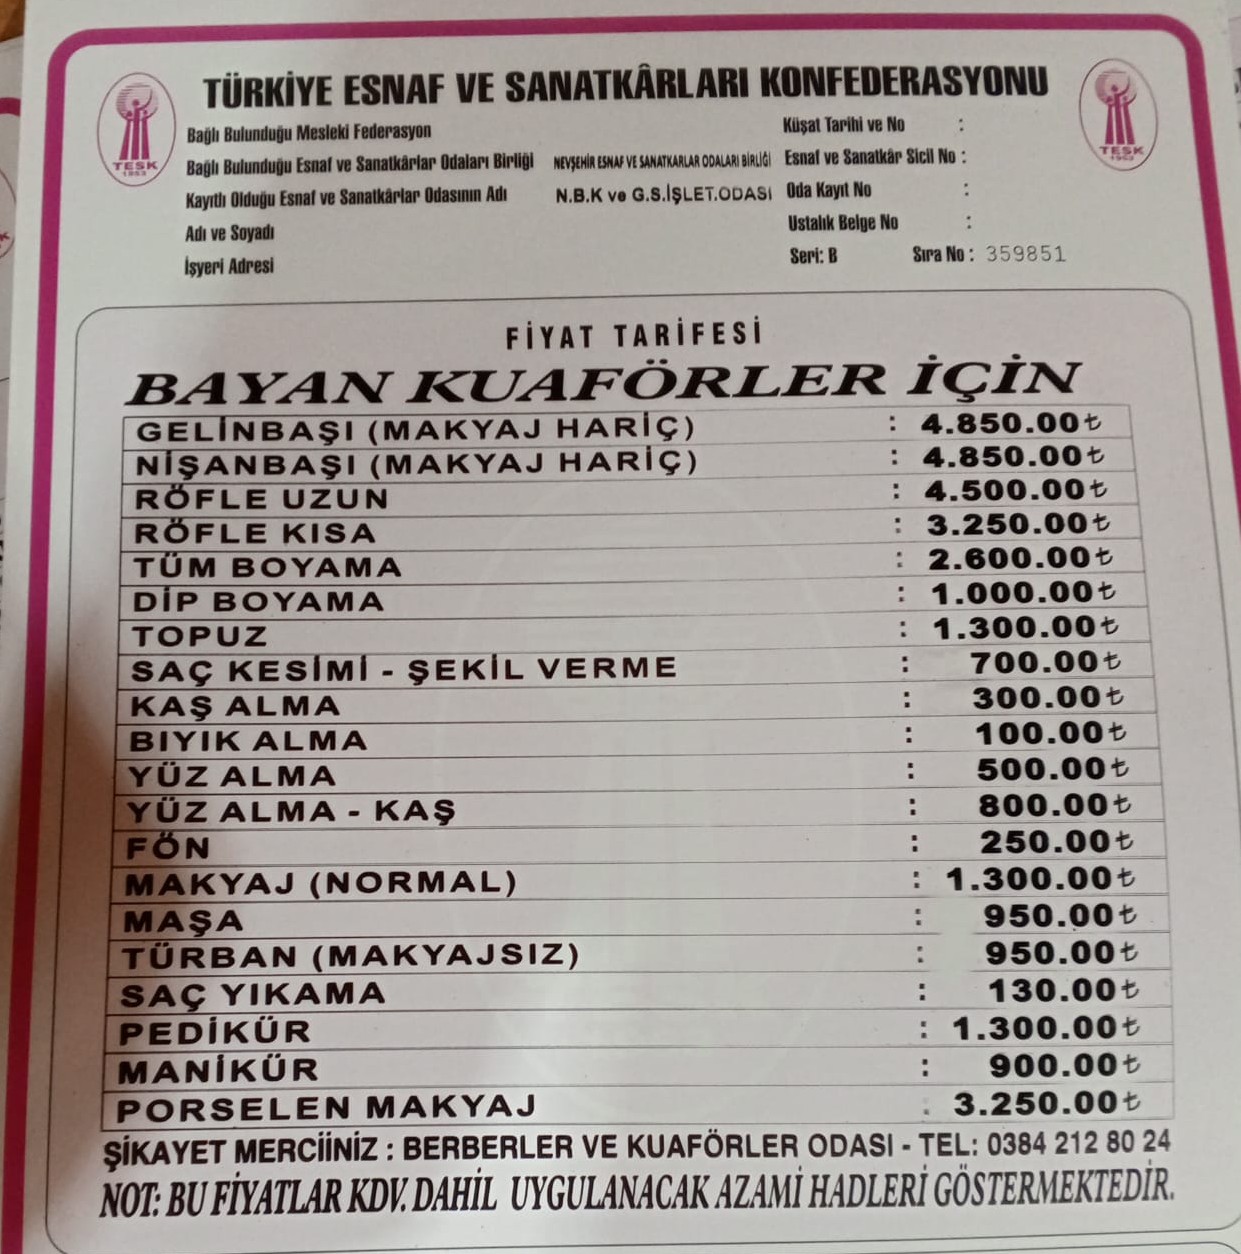 TÜRKİYE ESNAF VE SANATKÂRLARI KONFEDERASYONU
TESK
1953
TESK
1953
Bağlı Bulunduğu Mesleki Federasyon
Küşat Tarihi ve No :
Bağlı Bulunduğu Esnaf ve Sanatkârlar Odaları Birliği NEVŞEHİR ESNAF VE SANATKARLAR ODALARI BİRLİĞİ Esnaf ve Sanatkâr Sicil No :
Kayıtlı Olduğu Esnaf ve Sanatkârlar Odasının Adı N.B.K ve G.S.İŞLET.ODASI Oda Kayıt No :
Adı ve Soyadı Ustalık Belge No :
İşyeri Adresi Seri: B Sıra No : 359851
FİYAT TARİFESİ
BAYAN KUAFÖRLER İÇİN
GELİNBAŞI (MAKYAJ HARİÇ) : 4.850.00₺
NİŞANBAŞI (MAKYAJ HARİÇ) : 4.850.00₺
RÖFLE UZUN : 4.500.00₺
RÖFLE KISA : 3.250.00₺
TÜM BOYAMA : 2.600.00₺
DİP BOYAMA : 1.000.00₺
TOPUZ : 1.300.00₺
SAÇ KESİMİ - ŞEKİL VERME : 700.00₺
KAŞ ALMA : 300.00₺
BIYIK ALMA : 100.00₺
YÜZ ALMA : 500.00₺
YÜZ ALMA - KAŞ : 800.00₺
FÖN : 250.00₺
MAKYAJ (NORMAL) : 1.300.00₺
MAŞA : 950.00₺
TÜRBAN (MAKYAJSIZ) : 950.00₺
SAÇ YIKAMA : 130.00₺
PEDİKÜR : 1.300.00₺
MANİKÜR : 900.00₺
PORSELEN MAKYAJ : 3.250.00₺
ŞİKAYET MERCİİNİZ : BERBERLER VE KUAFÖRLER ODASI - TEL: 0384 212 80 24
NOT: BU FİYATLAR KDV. DAHİL UYGULANACAK AZAMİ HADLERİ GÖSTERMEKTEDİR.